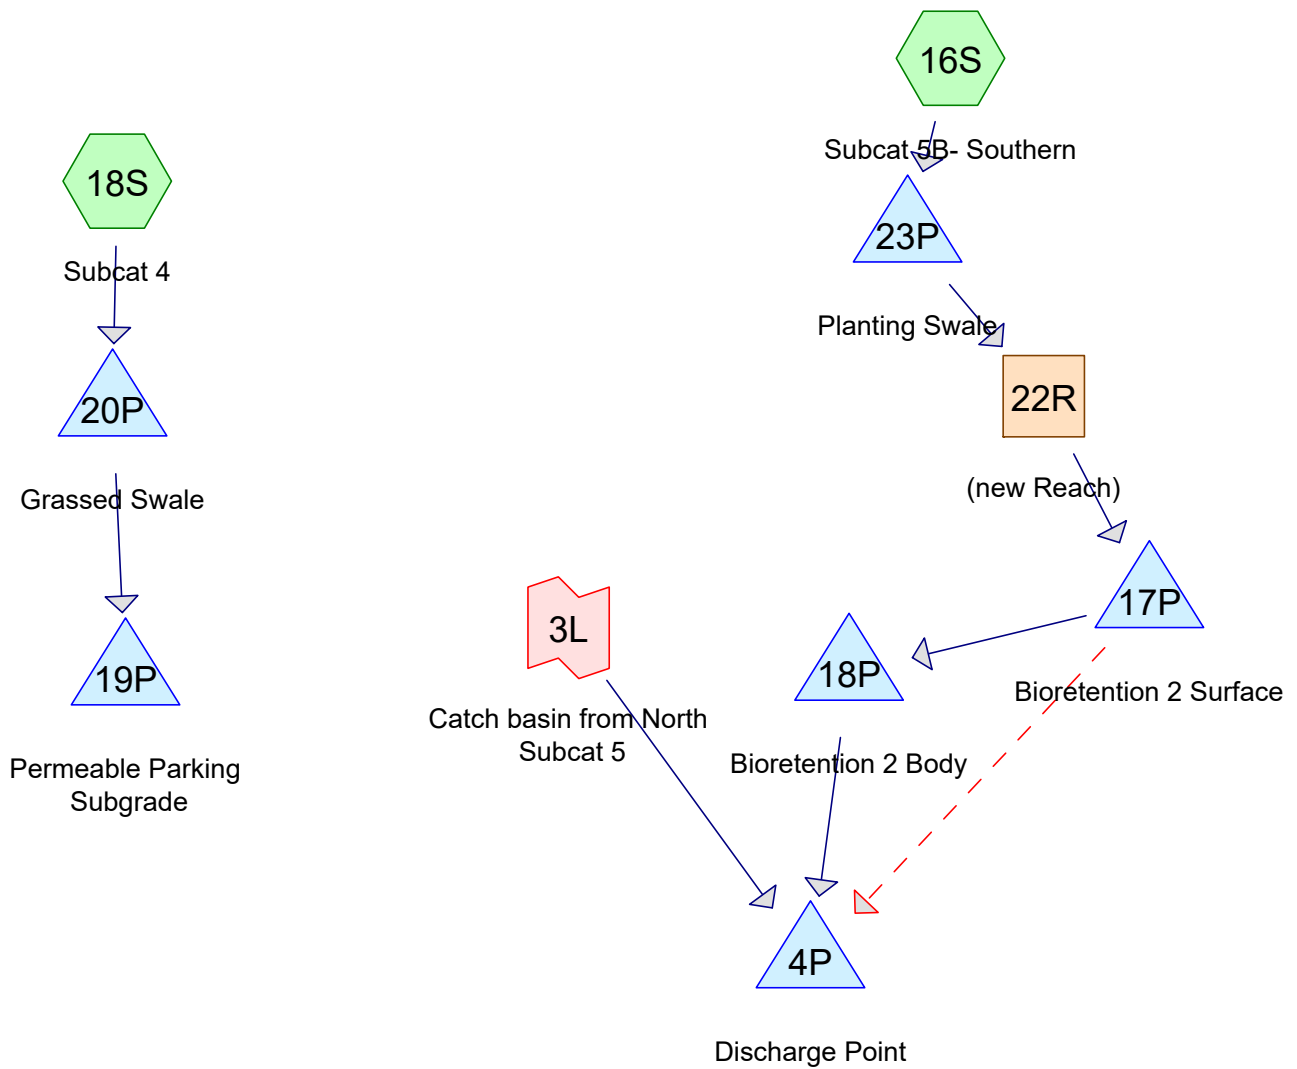 16S
Subcat 5B- Southern
18S
Subcat 4
23P
Planting Swale
20P
Grassed Swale
22R
(new Reach)
17P
Bioretention 2 Surface
3L
Catch basin from North
Subcat 5
18P
Bioretention 2 Body
19P
Permeable Parking
Subgrade
4P
Discharge Point